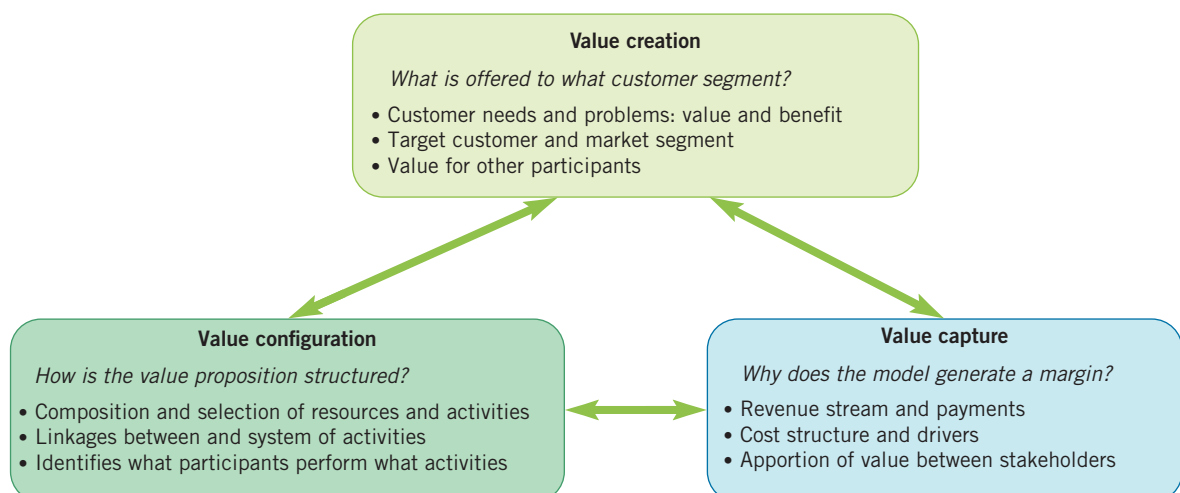 Value creation
What is offered to what customer segment?
• Customer needs and problems: value and benefit
• Target customer and market segment
• Value for other participants
Value configuration
How is the value proposition structured?
• Composition and selection of resources and activities
• Linkages between and system of activities
• Identifies what participants perform what activities
Value capture
Why does the model generate a margin?
• Revenue stream and payments
• Cost structure and drivers
• Apportion of value between stakeholders